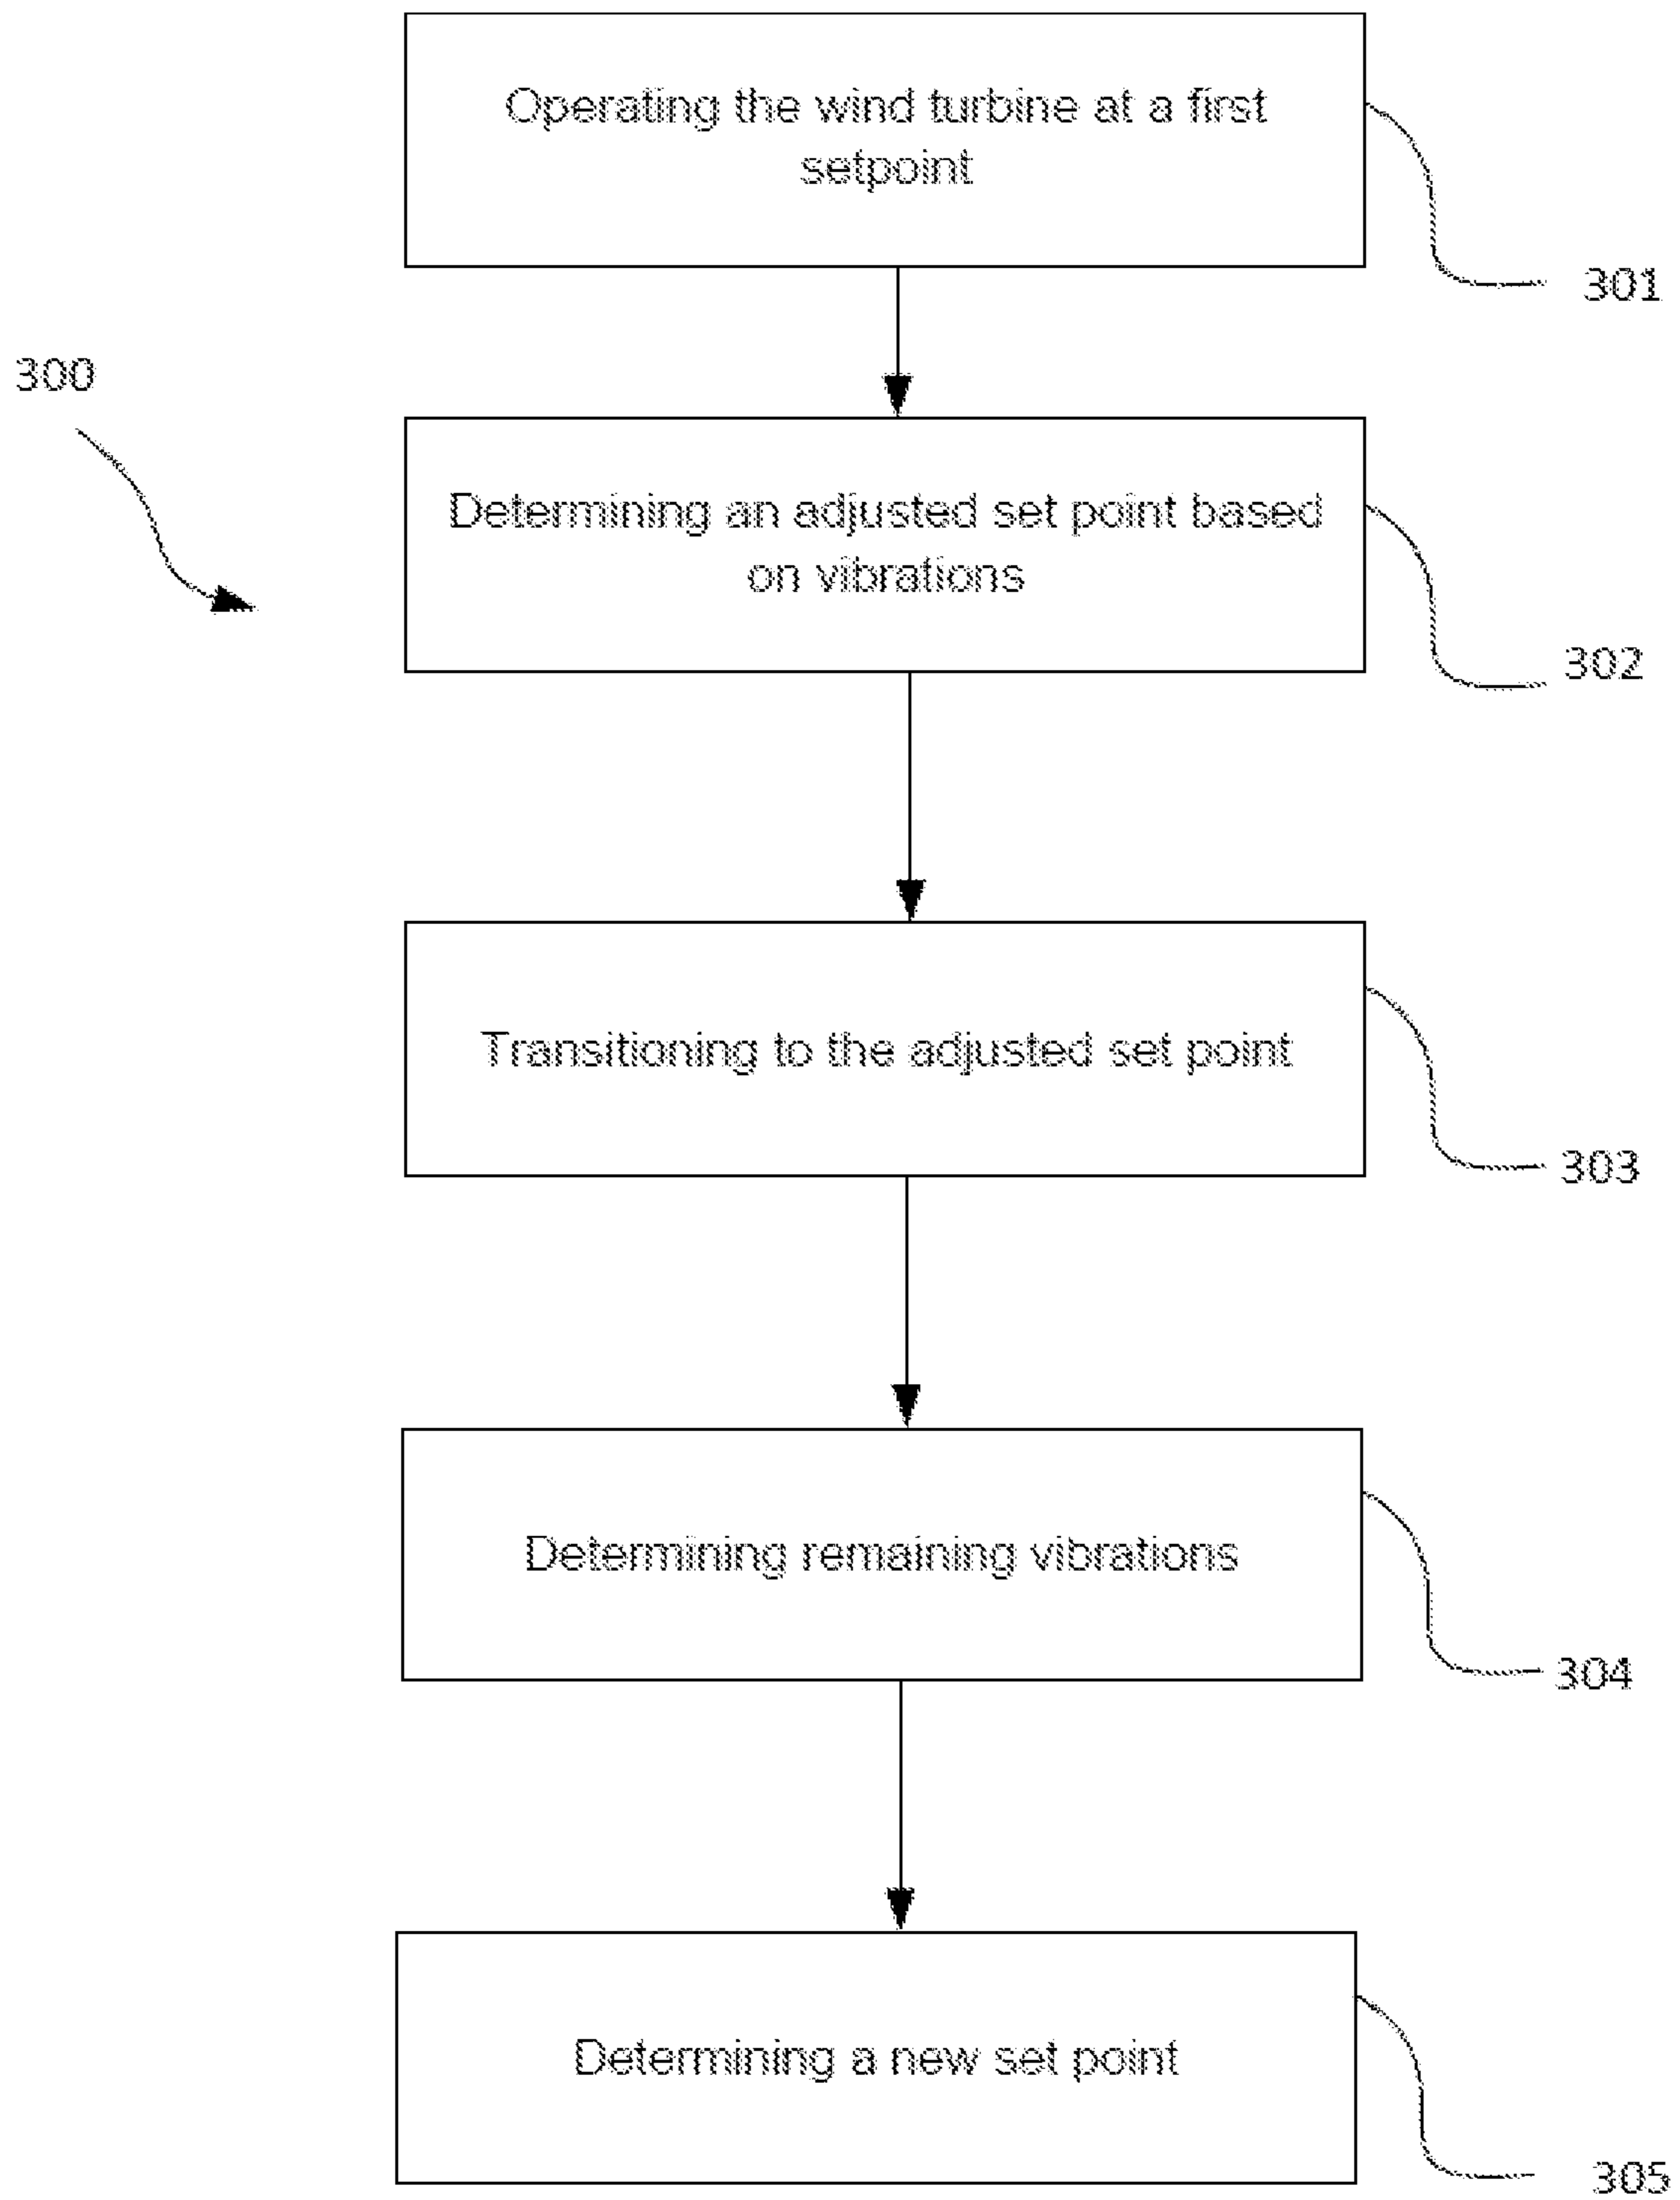 Operating the wind turbine at a first
setpoint
301
300
Determining an adjusted set point based
on vibrations
302
Transitioning to the adjusted set point
303
Determining remaining vibrations
304
Determining a new set point
305